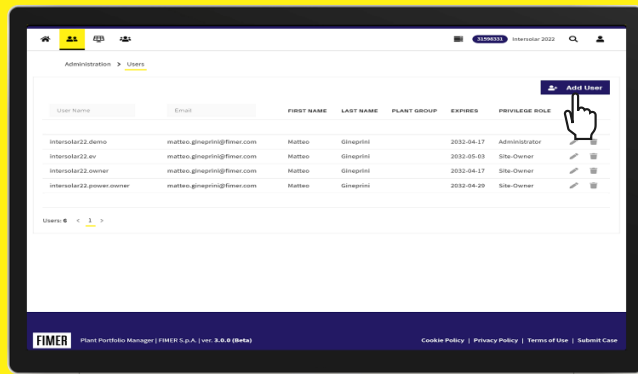 31596331 Intersolar 2022
Administration > Users
Add User
User Name Email FIRST NAME LAST NAME PLANT GROUP EXPIRES PRIVILEGE ROLE
intersolar22.demo matteo.gineprini@fimer.com Matteo Gineprini 2032-04-17 Administrator
intersolar22.ev matteo.gineprini@fimer.com Matteo Gineprini 2032-05-03 Site-Owner
intersolar22.owner matteo.gineprini@fimer.com Matteo Gineprini 2032-04-17 Site-Owner
intersolar22.power.owner matteo.gineprini@fimer.com Matteo Gineprini 2032-04-29 Site-Owner
Users: 6 < 1 >
FIMER Plant Portfolio Manager | FIMER S.p.A. | ver. 3.0.0 (Beta) Cookie Policy | Privacy Policy | Terms of Use | Submit Case